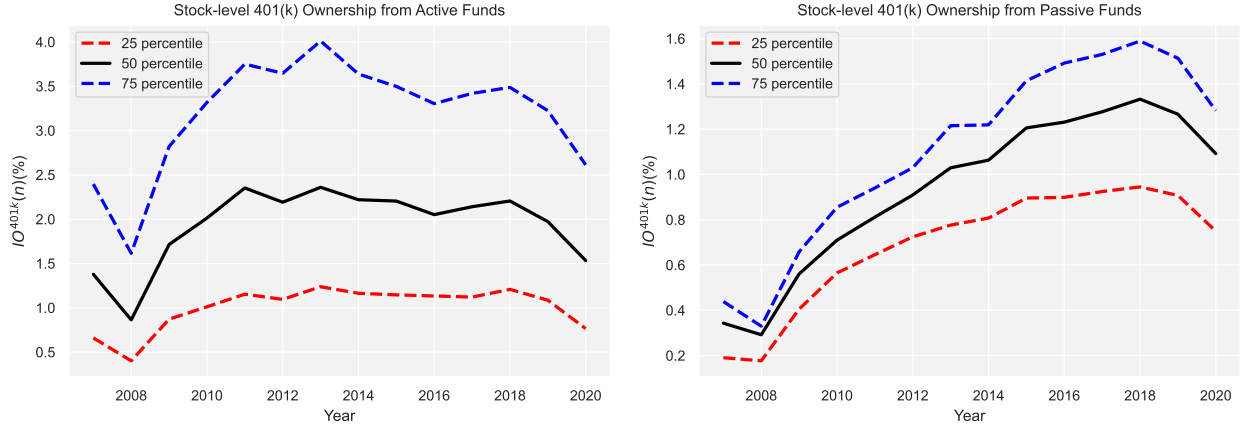 Stock-level 401(k) Ownership from Active Funds
25 percentile
50 percentile
75 percentile
4.0
3.5
3.0
2.5
2.0
1.5
1.0
0.5
IO^401k(n)(%)
2008 2010 2012 2014 2016 2018 2020
Year
Stock-level 401(k) Ownership from Passive Funds
25 percentile
50 percentile
75 percentile
1.6
1.4
1.2
1.0
0.8
0.6
0.4
0.2
IO^401k(n)(%)
2008 2010 2012 2014 2016 2018 2020
Year